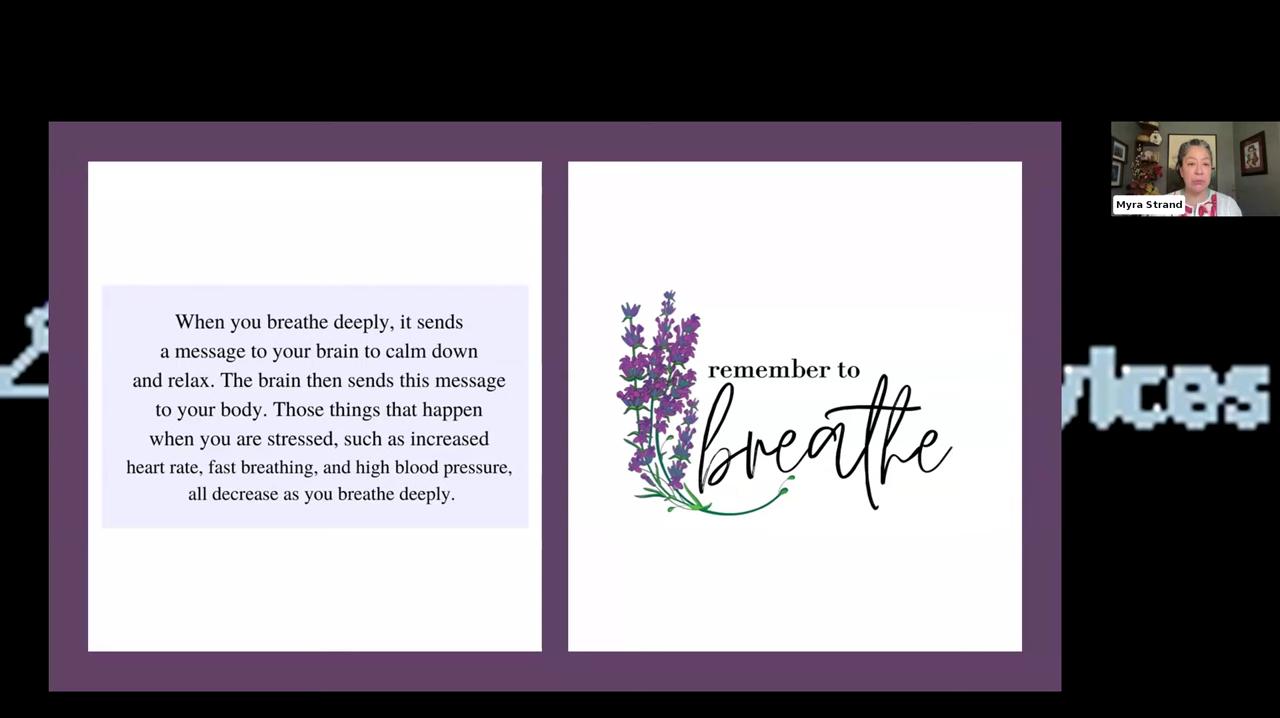 When you breathe deeply, it sends
a message to your brain to calm down
and relax. The brain then sends this message
to your body. Those things that happen
when you are stressed, such as increased
heart rate, fast breathing, and high blood pressure,
all decrease as you breathe deeply.
remember to
breathe
Myra Strand
vices